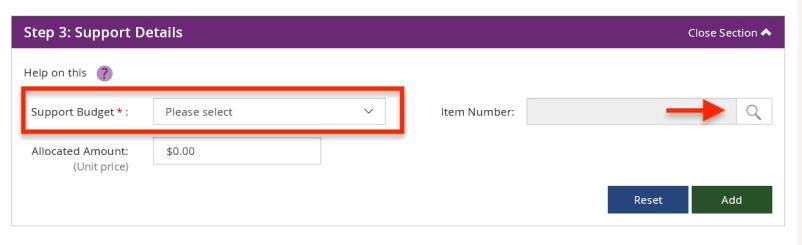 Step 3: Support Details Close Section
Help on this ?
Support Budget * : Please select Item Number:
Allocated Amount: $0.00
(Unit price)
Reset Add